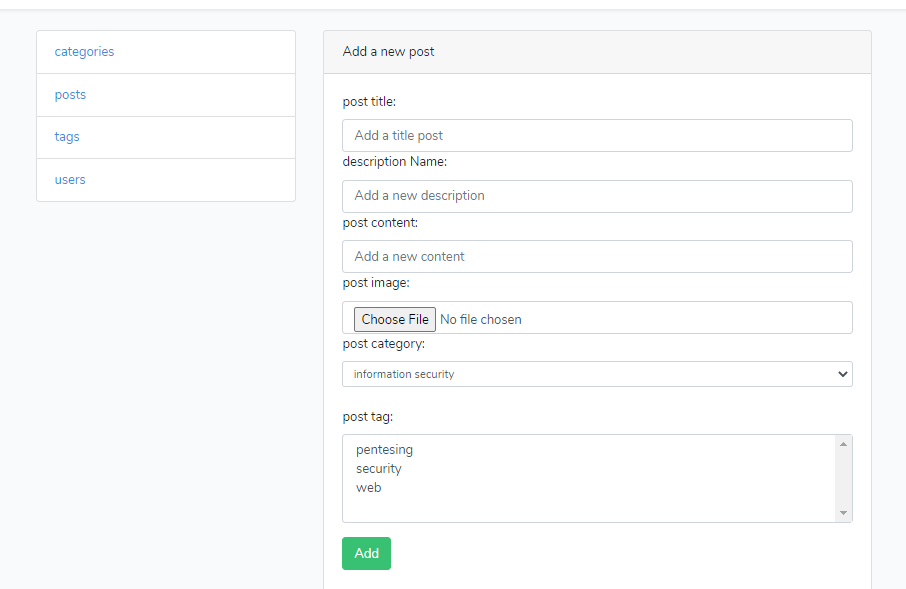 categories
posts
tags
users
Add a new post
post title:
Add a title post
description Name:
Add a new description
post content:
Add a new content
post image:
Choose File No file chosen
post category:
information security
post tag:
pentesing
security
web
Add